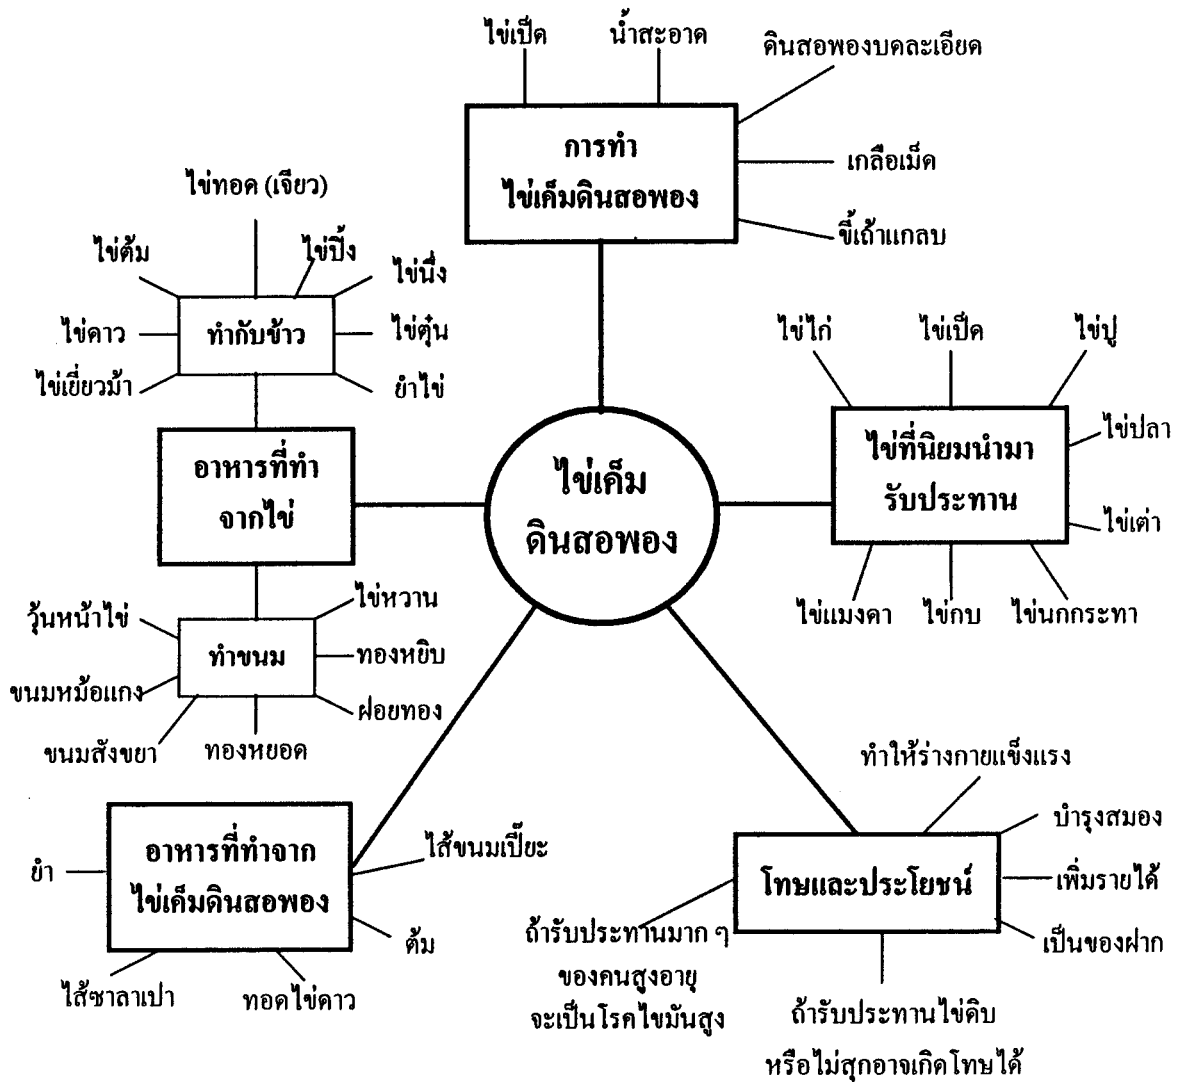 ไข่เป็ด
น้ำสะอาด
ดินสอพองบดละเอียด
การทำ
ไข่เค็มดินสอพอง
เกลือเม็ด
ขี้เถ้าแกลบ
ไข่ทอด (เจียว)
ไข่ต้ม
ไข่ปิ้ง
ไข่นึ่ง
ไข่ดาว
ทำกับข้าว
ไข่ตุ๋น
ไข่เยี่ยวม้า
ยำไข่
อาหารที่ทำ
จากไข่
ไข่เค็ม
ดินสอพอง
ไข่ไก่
ไข่เป็ด
ไข่ปู
ไข่ที่นิยมนำมา
รับประทาน
ไข่ปลา
ไข่เต่า
ไข่แมงดา
ไข่กบ
ไข่นกกระทา
วุ้นหน้าไข่
ไข่หวาน
ทำขนม
ทองหยิบ
ขนมหม้อแกง
ฝอยทอง
ขนมสังขยา
ทองหยอด
อาหารที่ทำจาก
ไข่เค็มดินสอพอง
ยำ
ไส้ขนมเปี๊ยะ
ต้ม
ไส้ซาลาเปา
ทอดไข่ดาว
ทำให้ร่างกายแข็งแรง
บำรุงสมอง
โทษและประโยชน์
เพิ่มรายได้
เป็นของฝาก
ถ้ารับประทานมาก ๆ
ของคนสูงอายุ
จะเป็นโรคไขมันสูง
ถ้ารับประทานไข่ดิบ
หรือไม่สุกอาจเกิดโทษได้